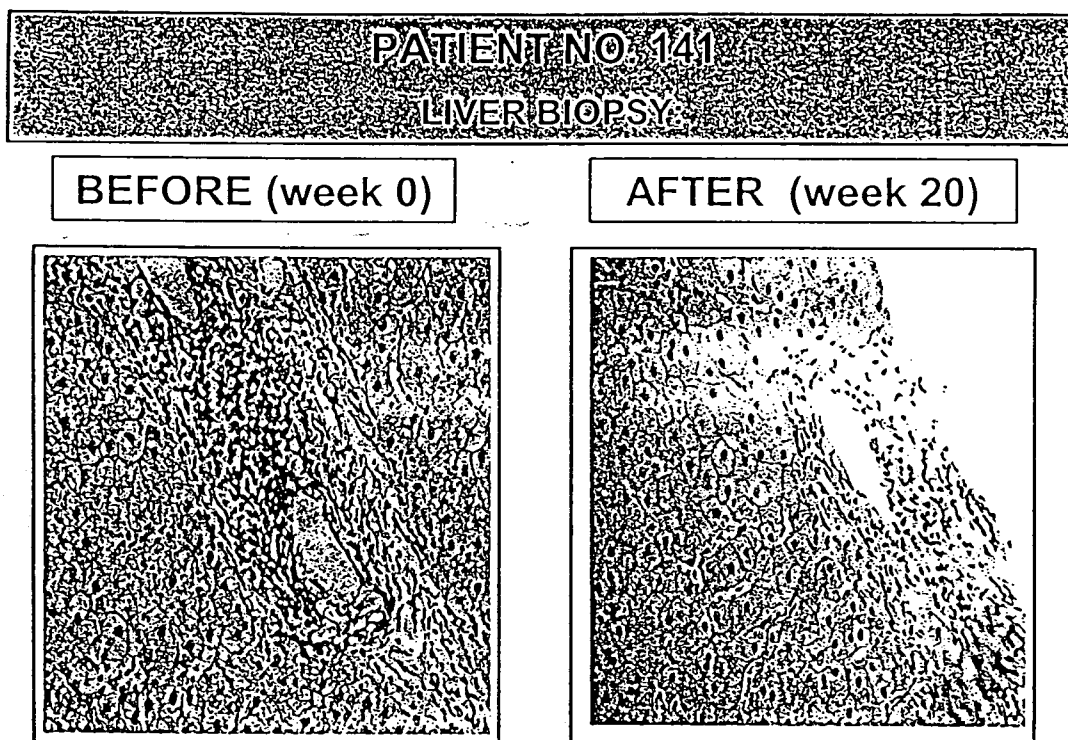 PATIENT NO. 141
LIVER BIOPSY:
BEFORE (week 0)
AFTER (week 20)